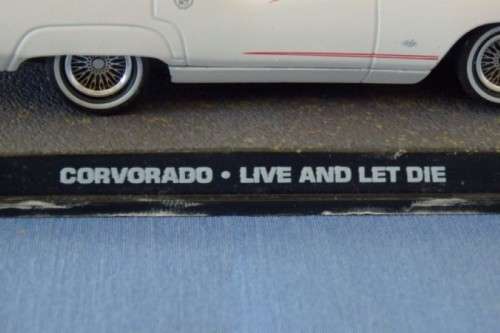 CORVORADO • LIVE AND LET DIE